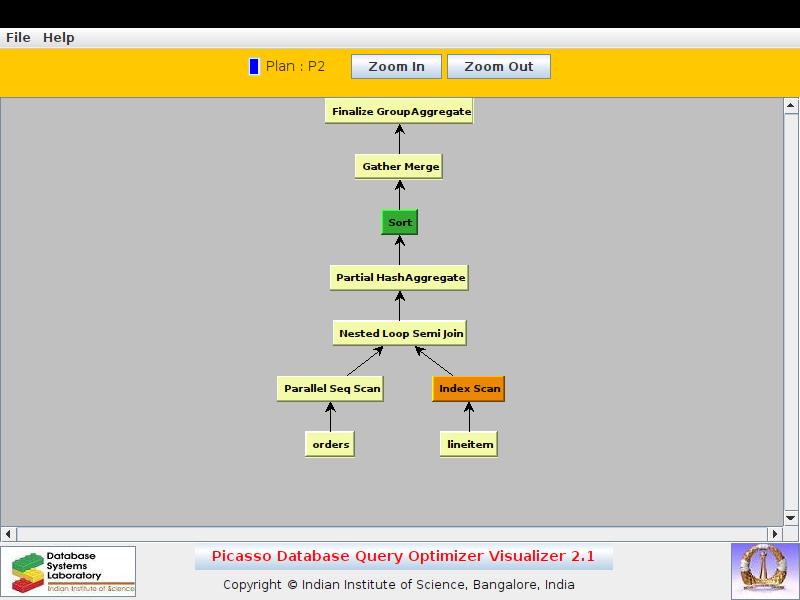 File Help
Plan : P2 Zoom In Zoom Out
Finalize GroupAggregate
Gather Merge
Sort
Partial HashAggregate
Nested Loop Semi Join
Parallel Seq Scan Index Scan
orders lineitem
Database
Systems
Laboratory
Indian Institute of Science
Picasso Database Query Optimizer Visualizer 2.1
Copyright © Indian Institute of Science, Bangalore, India